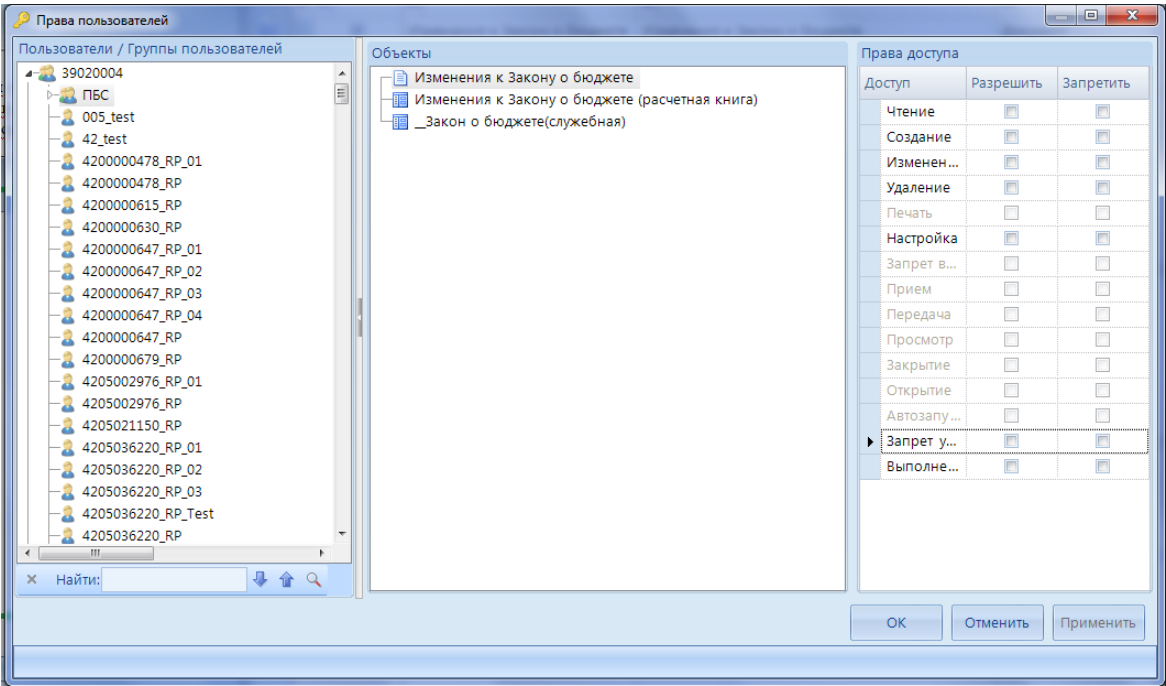 Права пользователей
Пользователи / Группы пользователей
39020004
ПБС
005_test
42_test
4200000478_RP_01
4200000478_RP
4200000615_RP
4200000630_RP
4200000647_RP_01
4200000647_RP_02
4200000647_RP_03
4200000647_RP_04
4200000647_RP
4200000679_RP
4205002976_RP_01
4205002976_RP
4205021150_RP
4205036220_RP_01
4205036220_RP_02
4205036220_RP_03
4205036220_RP_Test
4205036220_RP
Найти:
Объекты
Изменения к Закону о бюджете
Изменения к Закону о бюджете (расчетная книга)
__Закон о бюджете(служебная)
Права доступа
Доступ Разрешить Запретить
Чтение
Создание
Изменен...
Удаление
Печать
Настройка
Запрет в...
Прием
Передача
Просмотр
Закрытие
Открытие
Автозапу...
Запрет у...
Выполне...
ОК Отменить Применить